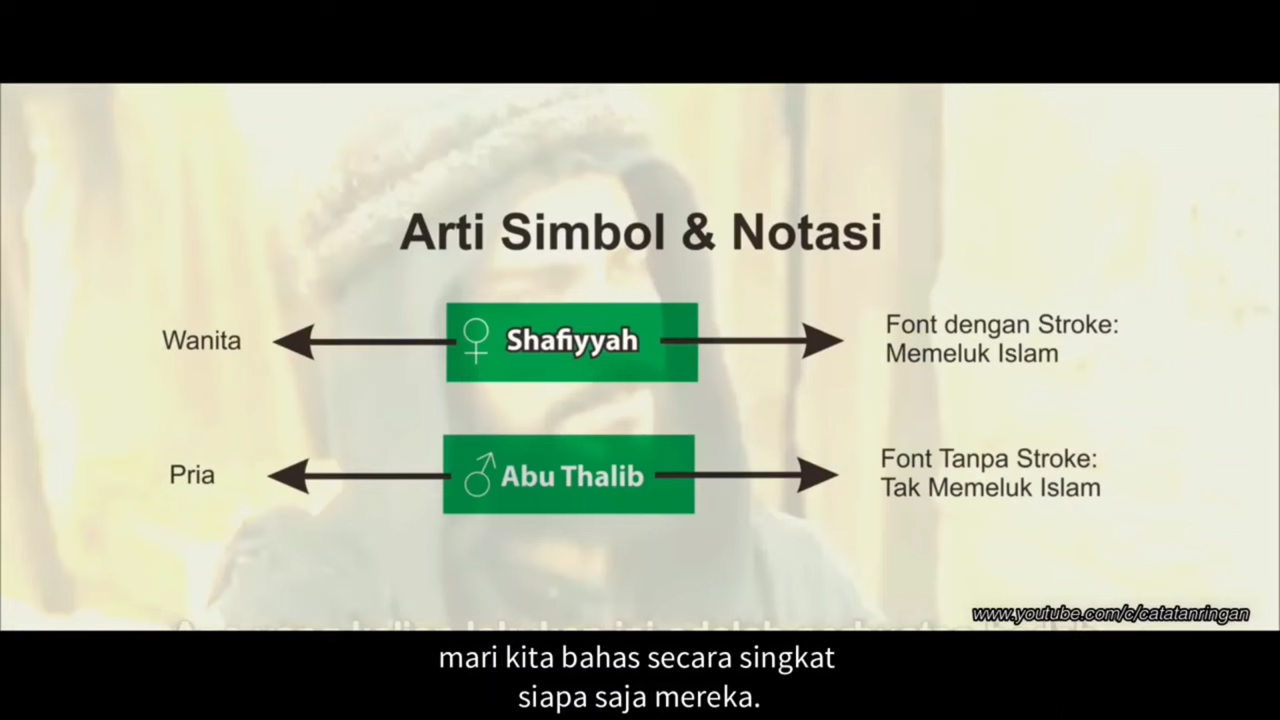 Arti Simbol & Notasi
Wanita
Shafiyyah
Font dengan Stroke:
Memeluk Islam
Pria
Abu Thalib
Font Tanpa Stroke:
Tak Memeluk Islam
www.youtube.com/c/catatanringan
mari kita bahas secara singkat
siapa saja mereka.